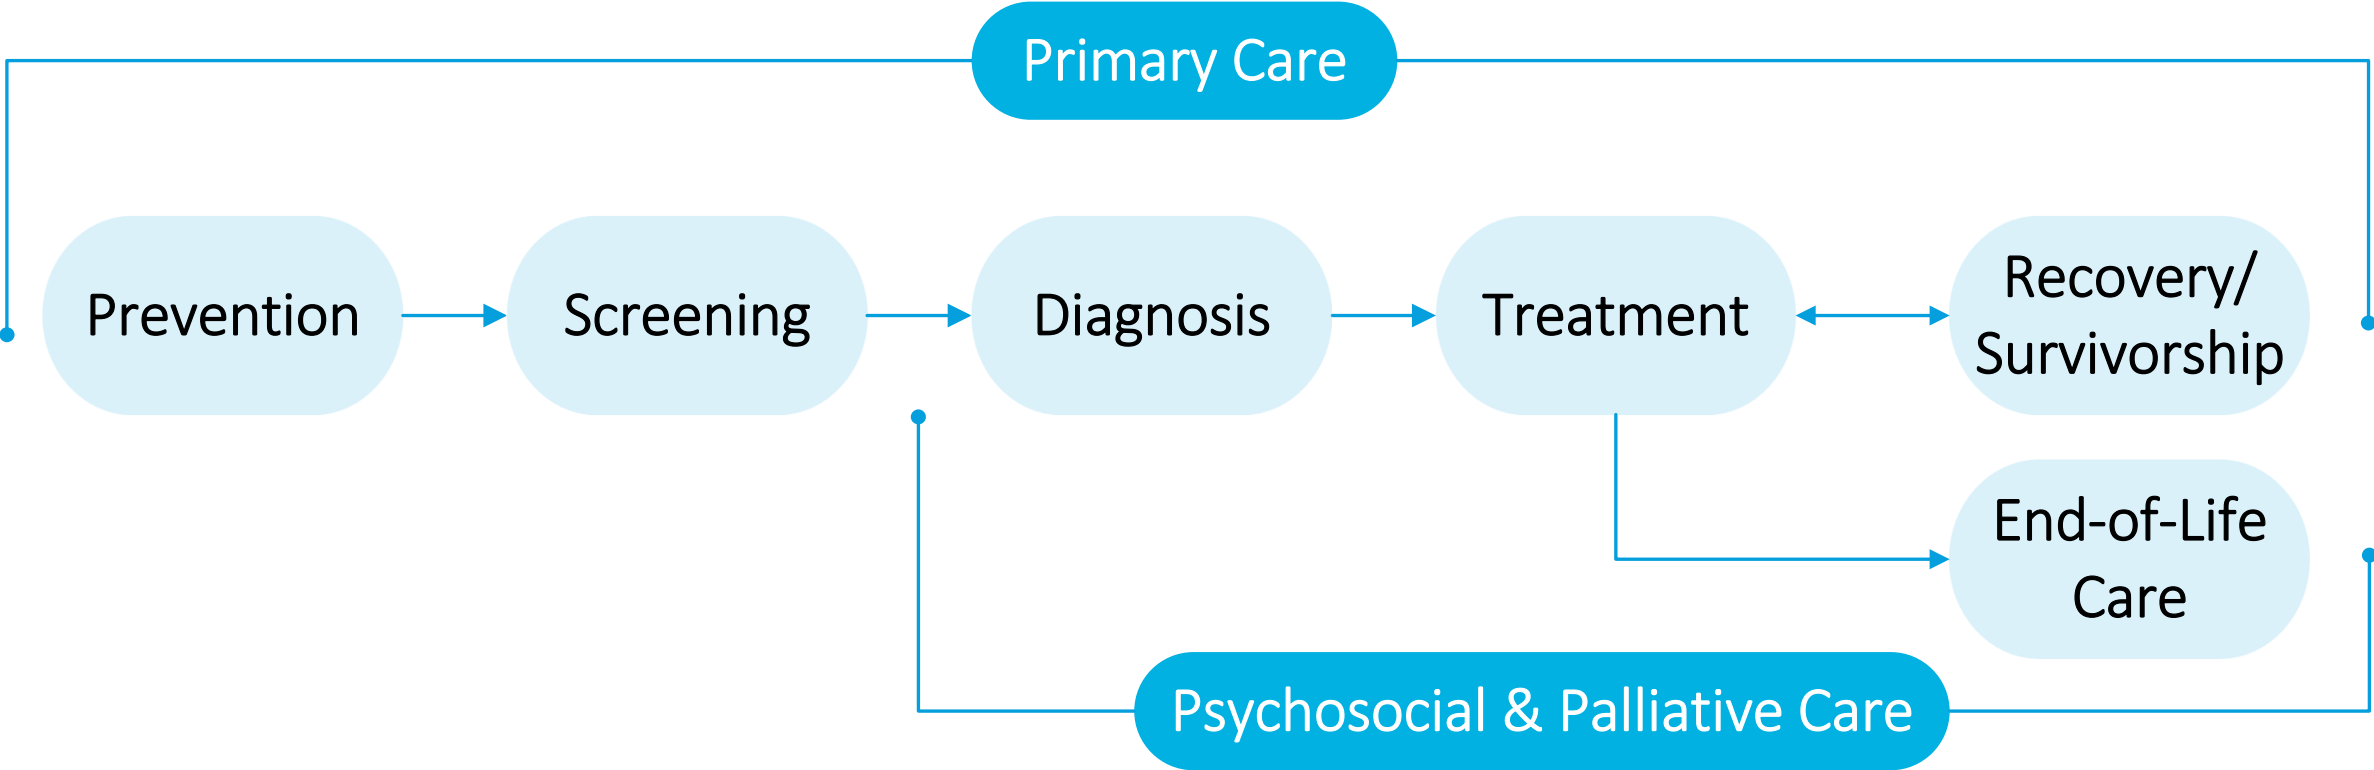 Primary Care
Prevention
Screening
Diagnosis
Treatment
Recovery/
Survivorship
End-of-Life
Care
Psychosocial & Palliative Care